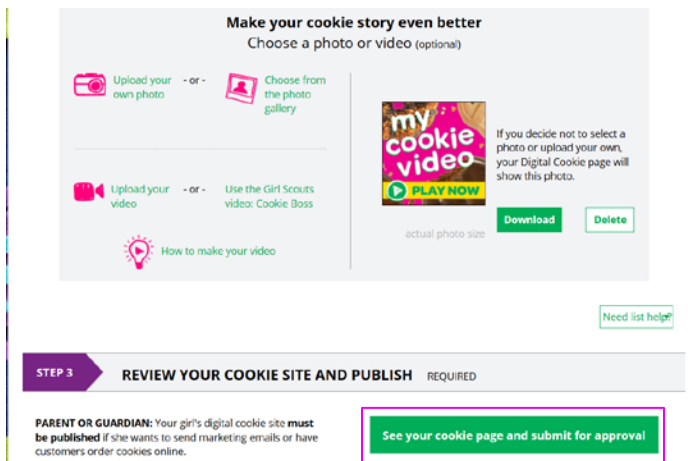 Make your cookie story even better
Choose a photo or video (optional)
Upload your own photo
- or -
Choose from the photo gallery
Upload your video
- or -
Use the Girl Scouts video: Cookie Boss
How to make your video
my
cookie
video
PLAY NOW
actual photo size
If you decide not to select a
photo or upload your own,
your Digital Cookie page will
show this photo.
Download
Delete
Need list help?
STEP 3
REVIEW YOUR COOKIE SITE AND PUBLISH REQUIRED
PARENT OR GUARDIAN: Your girl's digital cookie site must
be published if she wants to send marketing emails or have
customers order cookies online.
See your cookie page and submit for approval